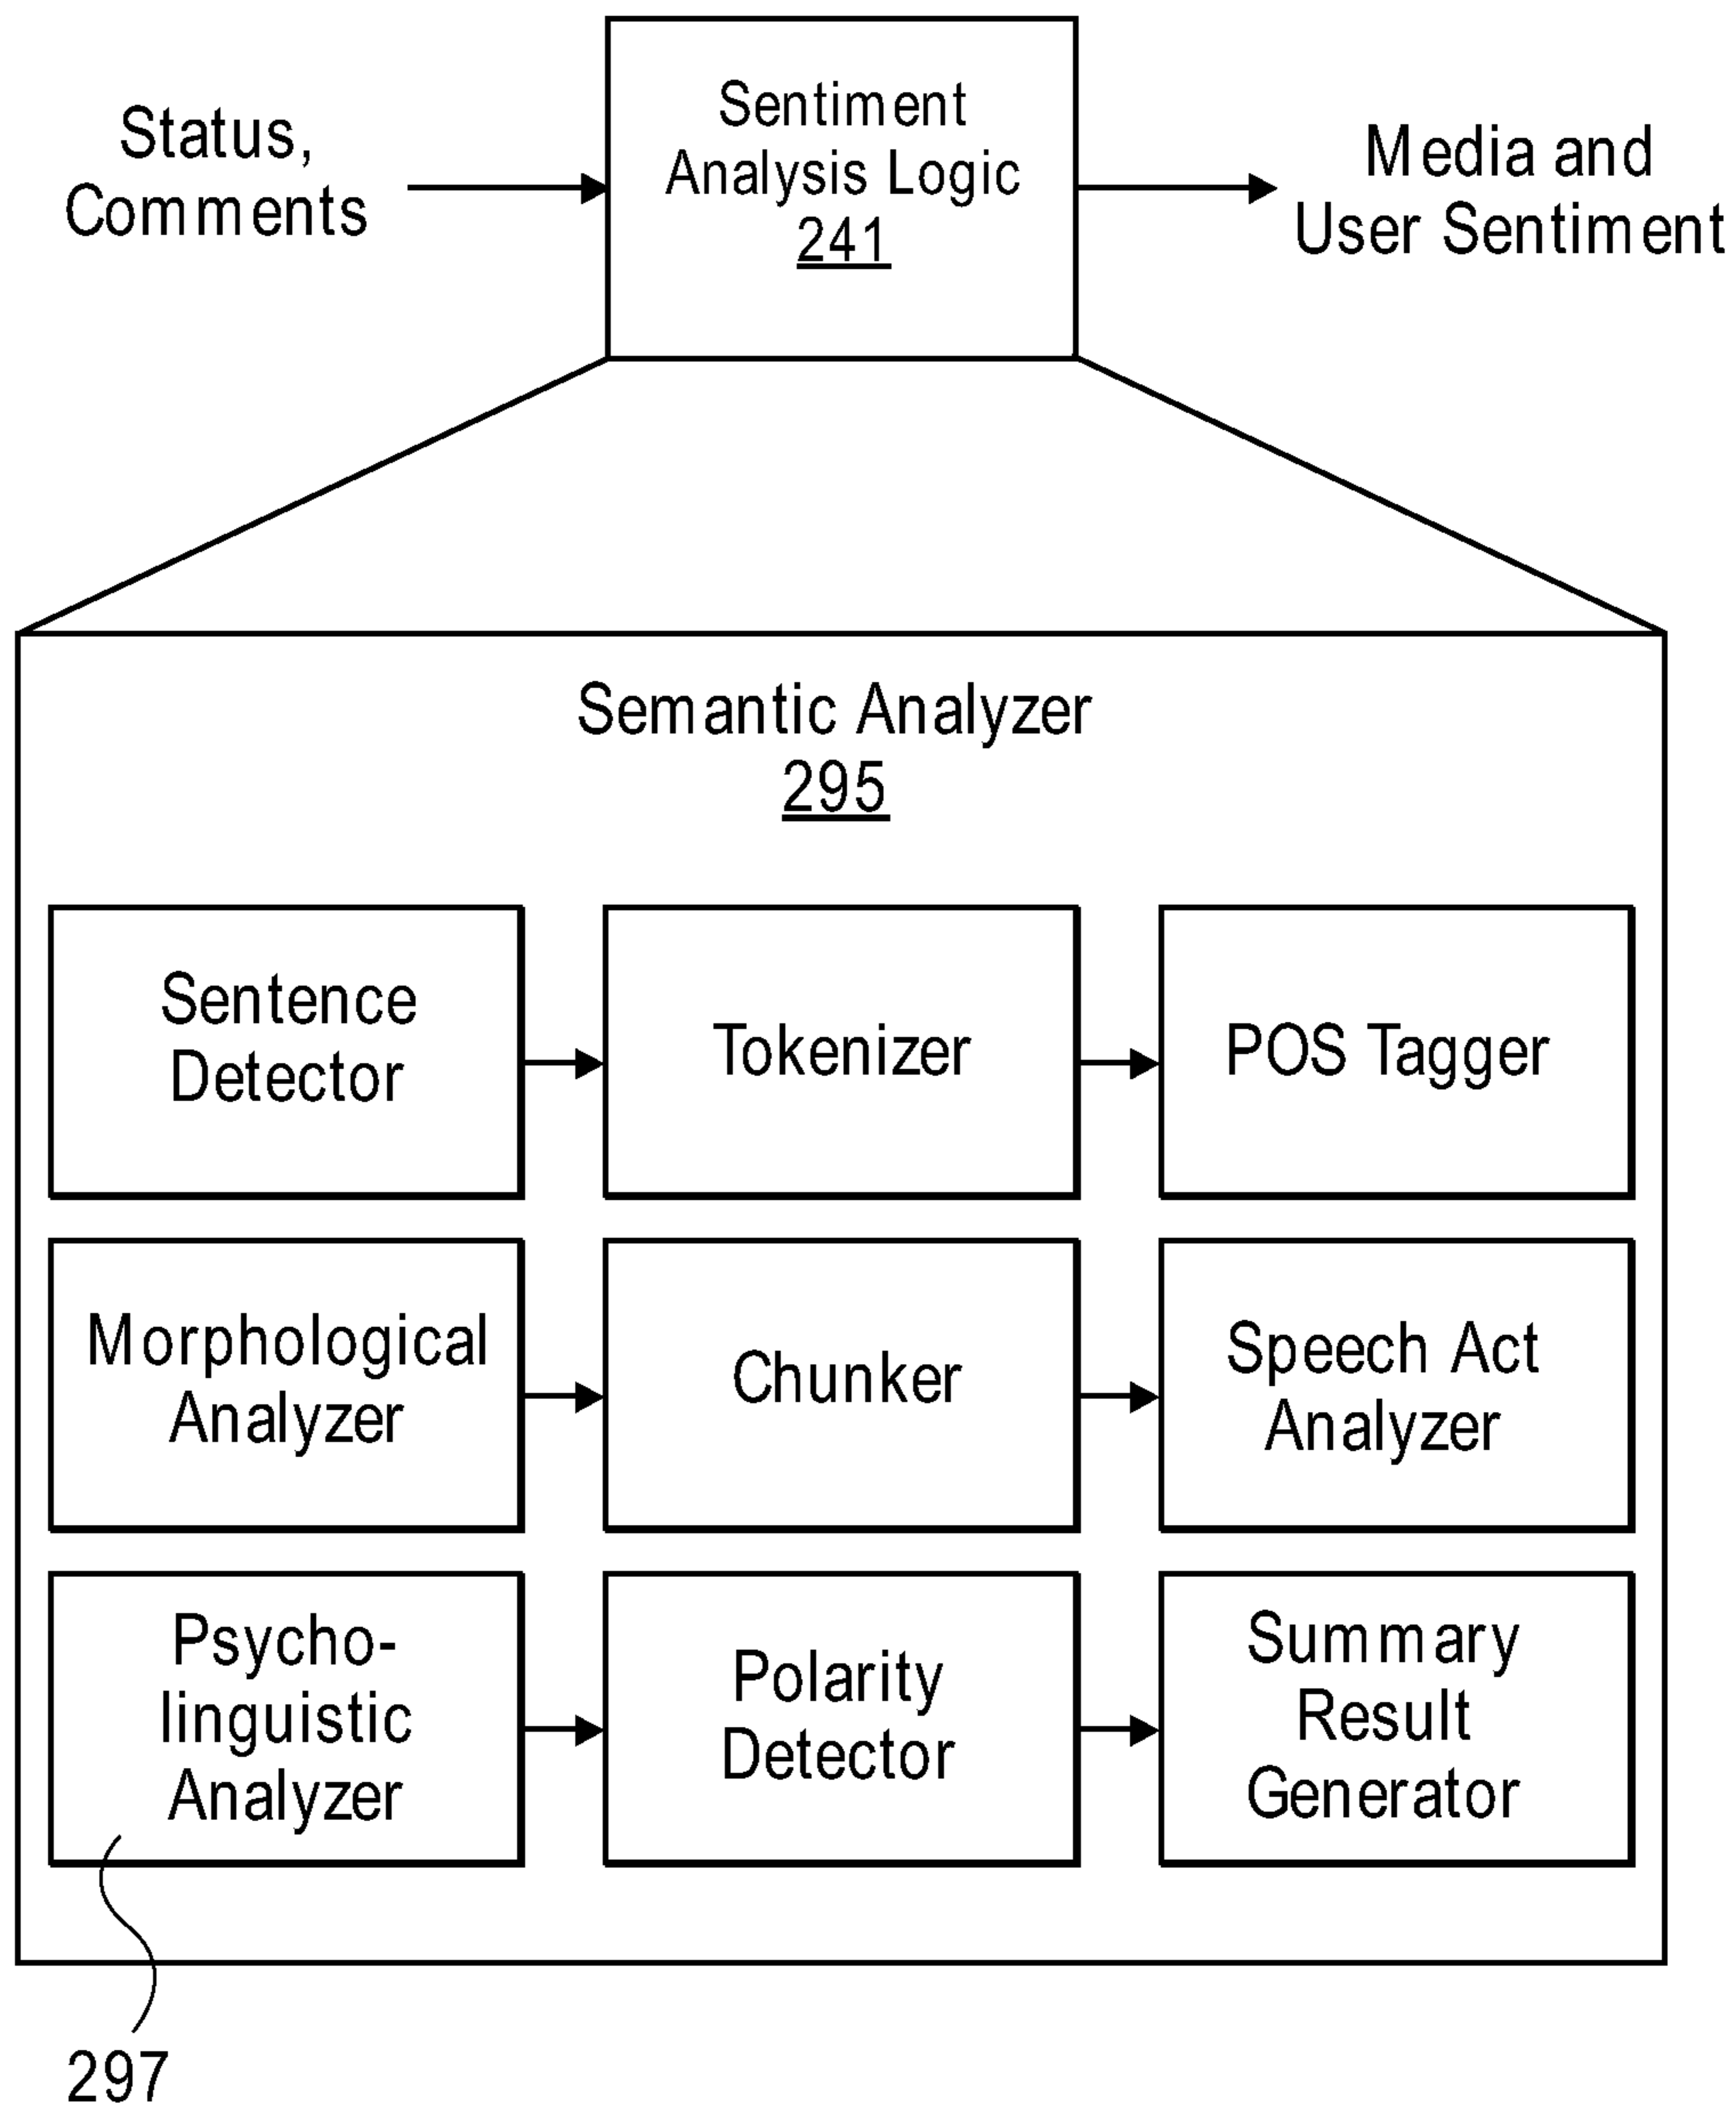 Status,
Comments
Sentiment
Analysis Logic
241
Media and
User Sentiment
Semantic Analyzer
295
Sentence
Detector
Tokenizer
POS Tagger
Morphological
Analyzer
Chunker
Speech Act
Analyzer
Psycho-
linguistic
Analyzer
Polarity
Detector
Summary
Result
Generator
297